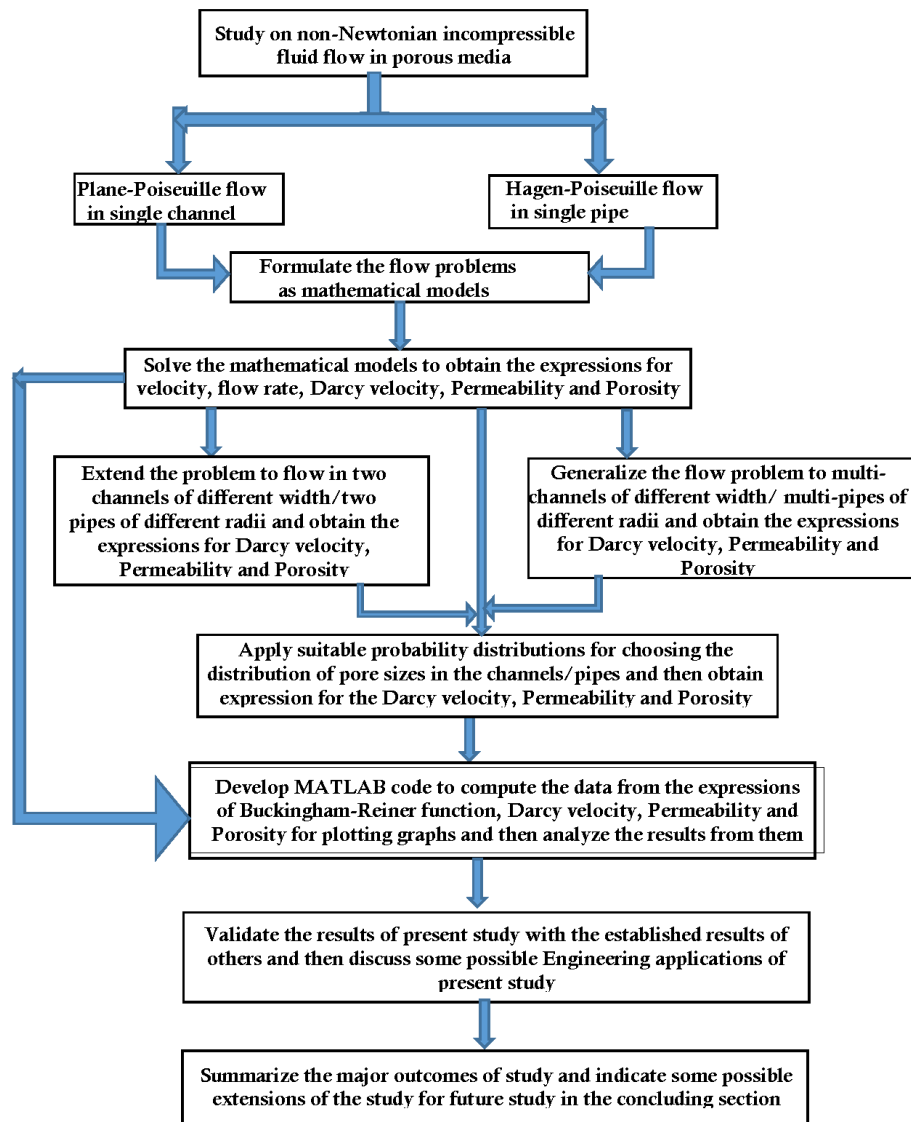 Study on non-Newtonian incompressible
fluid flow in porous media
Plane-Poiseuille flow
in single channel
Hagen-Poiseuille flow
in single pipe
Formulate the flow problems
as mathematical models
Solve the mathematical models to obtain the expressions for
velocity, flow rate, Darcy velocity, Permeability and Porosity
Extend the problem to flow in two
channels of different width/two
pipes of different radii and obtain the
expressions for Darcy velocity,
Permeability and Porosity
Generalize the flow problem to multi-
channels of different width/ multi-pipes of
different radii and obtain the expressions
for Darcy velocity, Permeability and
Porosity
Apply suitable probability distributions for choosing the
distribution of pore sizes in the channels/pipes and then obtain
expression for the Darcy velocity, Permeability and Porosity
Develop MATLAB code to compute the data from the expressions
of Buckingham-Reiner function, Darcy velocity, Permeability and
Porosity for plotting graphs and then analyze the results from them
Validate the results of present study with the established results of
others and then discuss some possible Engineering applications of
present study
Summarize the major outcomes of study and indicate some possible
extensions of the study for future study in the concluding section